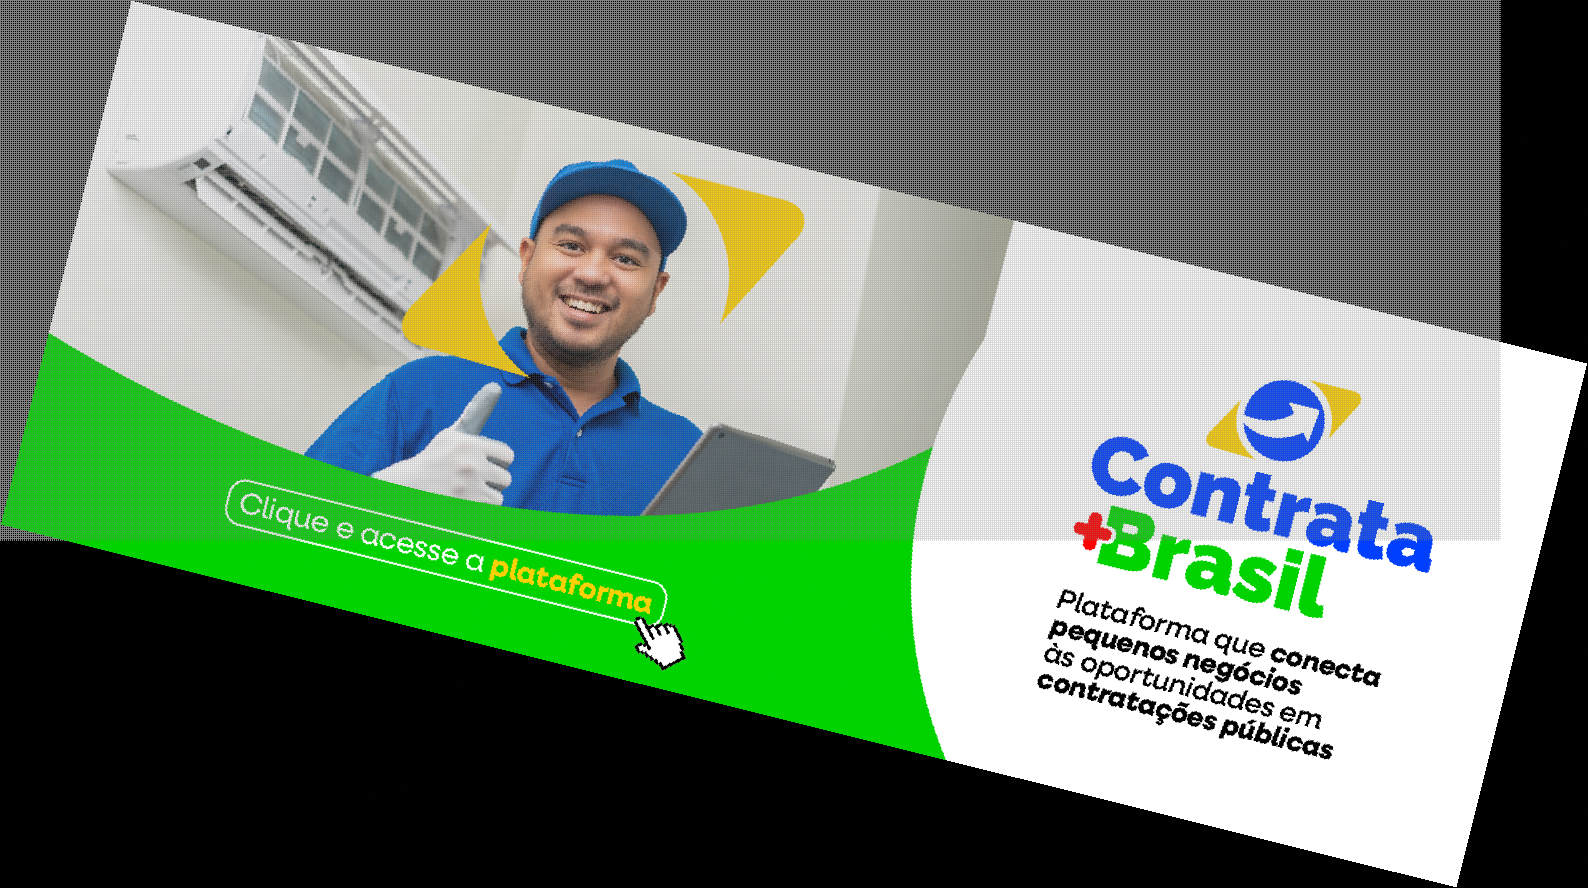 Clique e acesse a plataforma
Contrata
+Brasil
Plataforma que conecta
pequenos negócios
às oportunidades em
contratações públicas